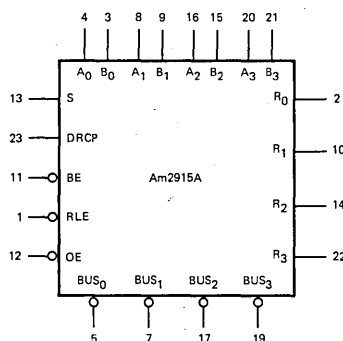 4 3 8 9 16 15 20 21
A0 B0 A1 B1 A2 B2 A3 B3
13 S R0 2
23 DRCP
R1 10
11 BE Am2915A
1 RLE R2 14
12 OE R3 22
BUS0 BUS1 BUS2 BUS3
5 7 17 19